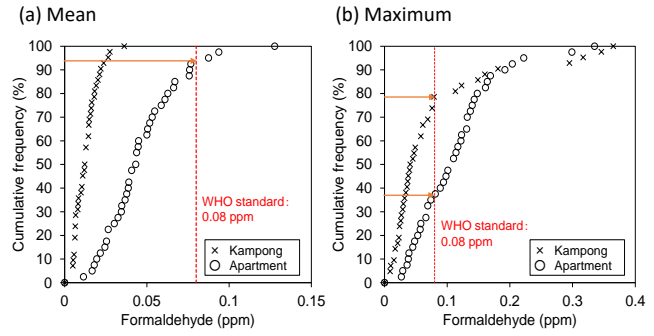 (a) Mean
(b) Maximum
Cumulative frequency (%)
100
90
80
70
60
50
40
30
20
10
0
WHO standard:
0.08 ppm
× Kampong
○ Apartment
0
0.05
0.1
0.15
Formaldehyde (ppm)
Cumulative frequency (%)
100
90
80
70
60
50
40
30
20
10
0
WHO standard:
0.08 ppm
× Kampong
○ Apartment
0
0.1
0.2
0.3
0.4
Formaldehyde (ppm)